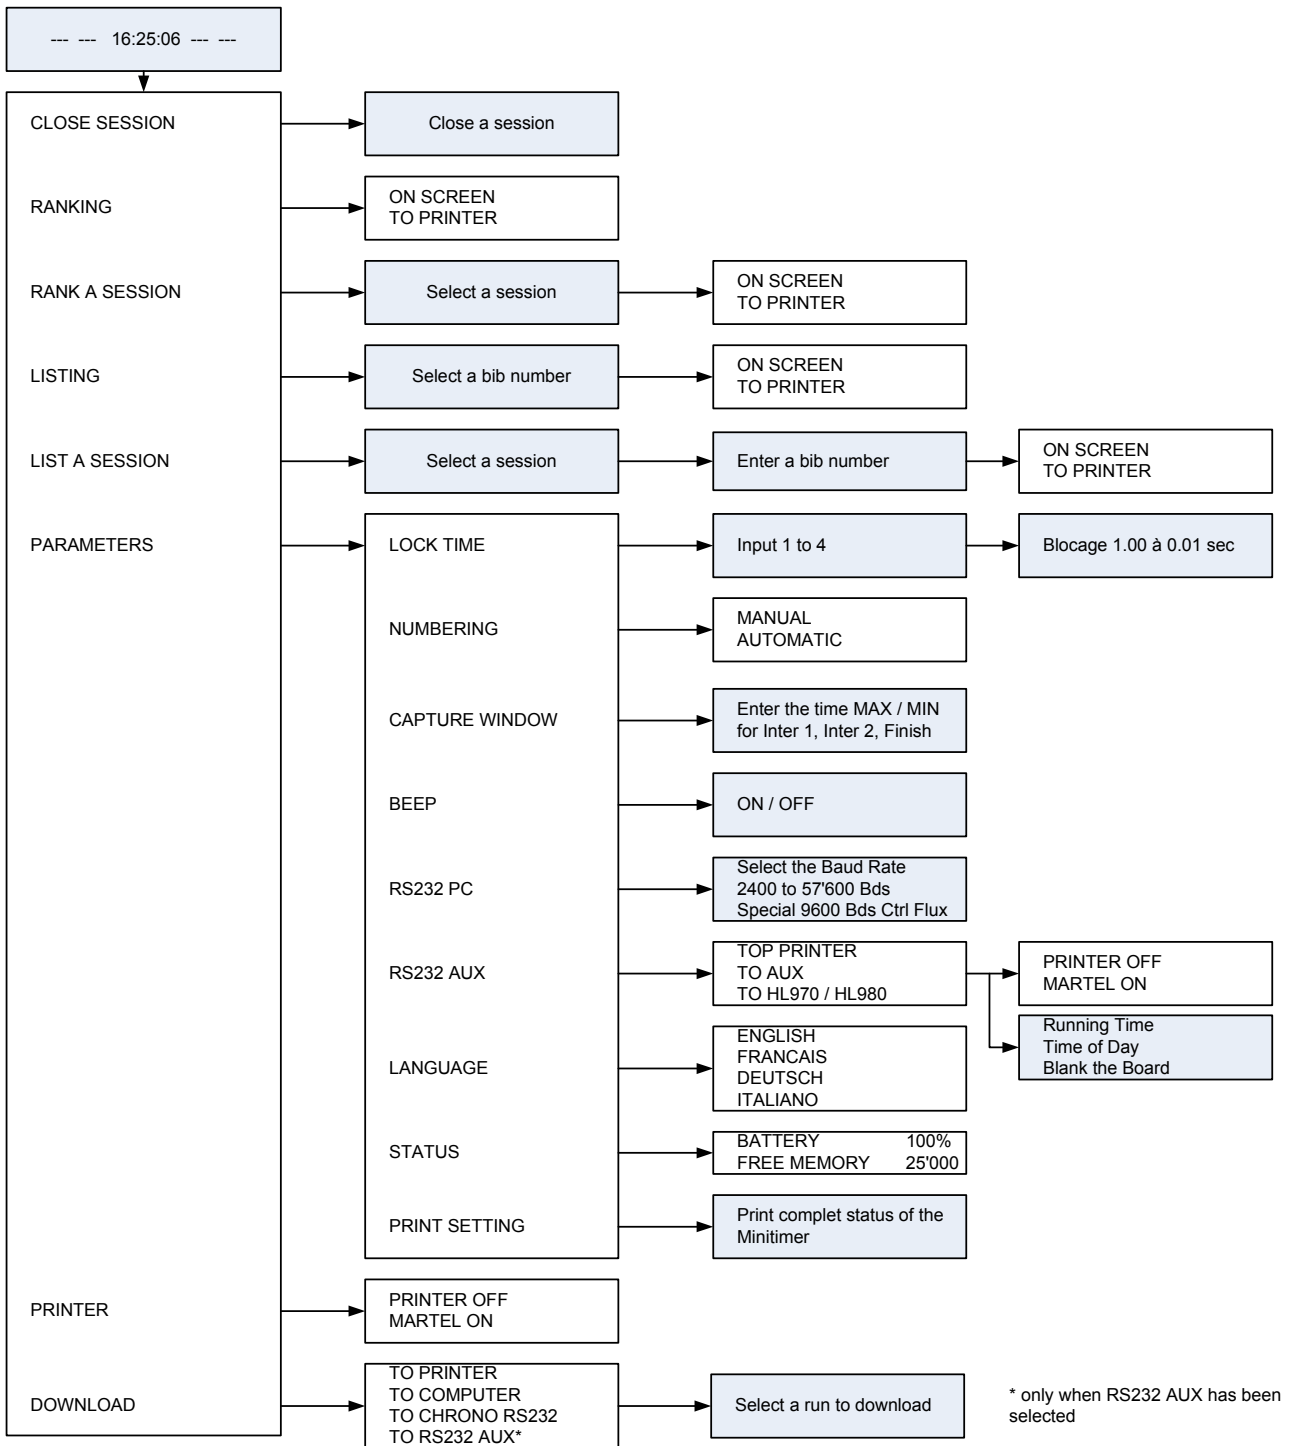 --- --- 16:25:06 --- ---
CLOSE SESSION
Close a session
RANKING
ON SCREEN
TO PRINTER
RANK A SESSION
Select a session
ON SCREEN
TO PRINTER
LISTING
Select a bib number
ON SCREEN
TO PRINTER
LIST A SESSION
Select a session
Enter a bib number
ON SCREEN
TO PRINTER
PARAMETERS
LOCK TIME
Input 1 to 4
Blocage 1.00 à 0.01 sec
NUMBERING
MANUAL
AUTOMATIC
CAPTURE WINDOW
Enter the time MAX / MIN
for Inter 1, Inter 2, Finish
BEEP
ON / OFF
RS232 PC
Select the Baud Rate
2400 to 57'600 Bds
Special 9600 Bds Ctrl Flux
RS232 AUX
TOP PRINTER
TO AUX
TO HL970 / HL980
PRINTER OFF
MARTEL ON
Running Time
Time of Day
Blank the Board
LANGUAGE
ENGLISH
FRANCAIS
DEUTSCH
ITALIANO
STATUS
BATTERY 100%
FREE MEMORY 25'000
PRINT SETTING
Print complet status of the
Minitimer
PRINTER
PRINTER OFF
MARTEL ON
DOWNLOAD
TO PRINTER
TO COMPUTER
TO CHRONO RS232
TO RS232 AUX*
Select a run to download
* only when RS232 AUX has been
selected